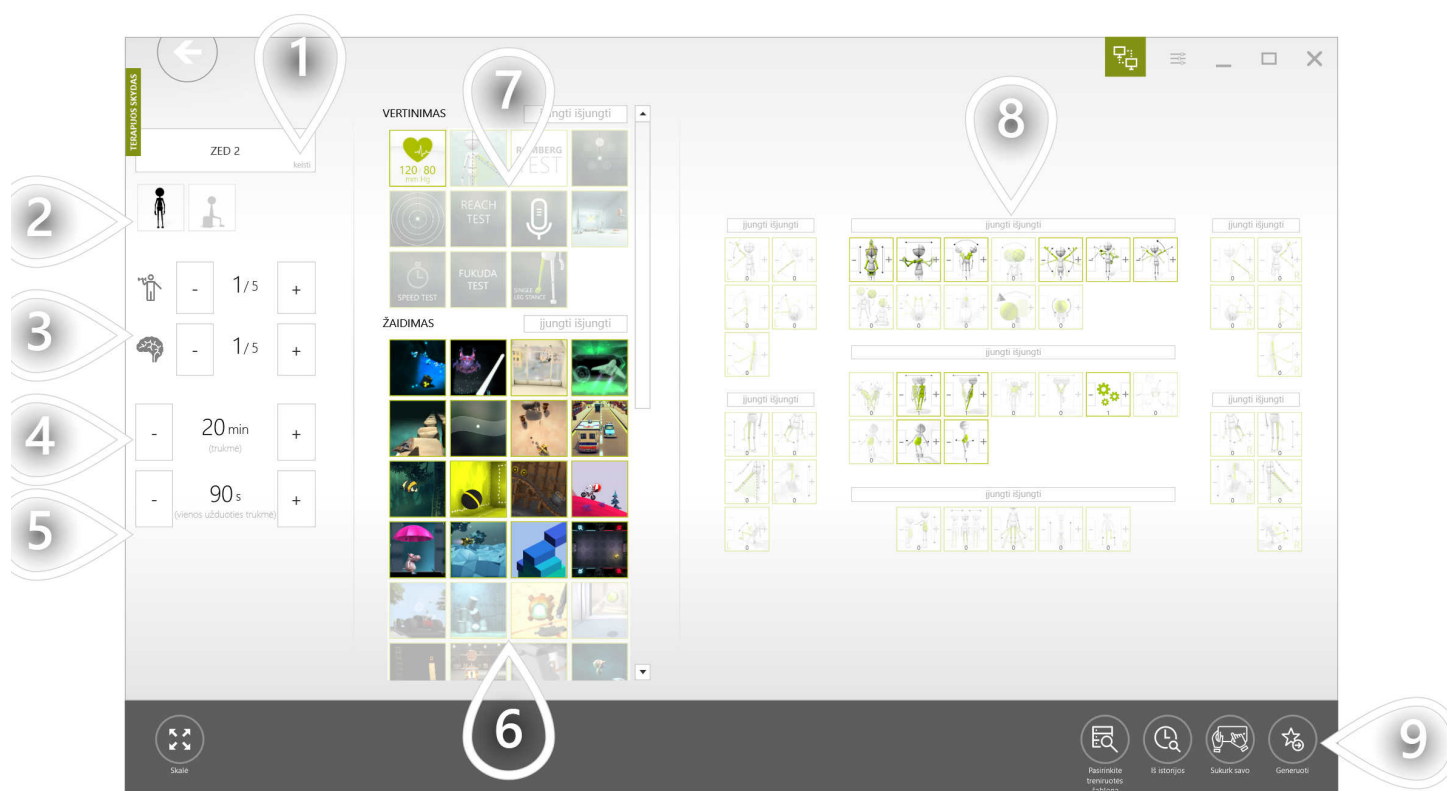 1
7
8
TERAPIJOS SKYDAS
VERTINIMAS
įjungti išjungti
ZED 2
keisti
120 80
mm Hg
ROMBERG
TEST
2
REACH
TEST
įjungti išjungti
įjungti išjungti
įjungti išjungti
SPEED TEST
FUKUDA
TEST
SINGLE
LEG STANCE
- 1/5 +
3
ŽAIDIMAS
įjungti išjungti
- 1/5 +
įjungti išjungti
4
- 20 min +
(trukmė)
įjungti išjungti
įjungti išjungti
5
- 90 s +
(vienos užduoties trukmė)
įjungti išjungti
6
9
Skalė
Pasirinkite
treniruotės
šabloną
Iš istorijos
Sukurk savo
Generuoti